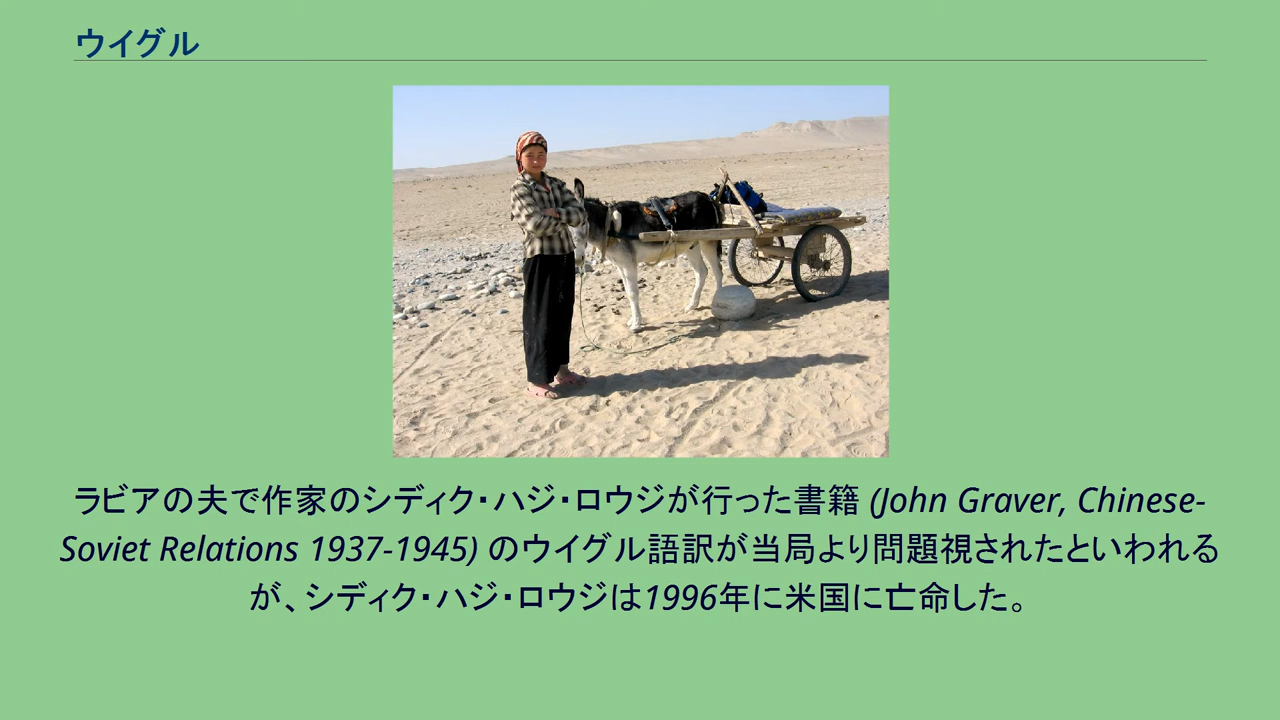 ウイグル
ラビアの夫で作家のシディク・ハジ・ロウジが行った書籍 (John Graver, Chinese-
Soviet Relations 1937-1945) のウイグル語訳が当局より問題視されたといわれる
が、シディク・ハジ・ロウジは1996年に米国に亡命した。